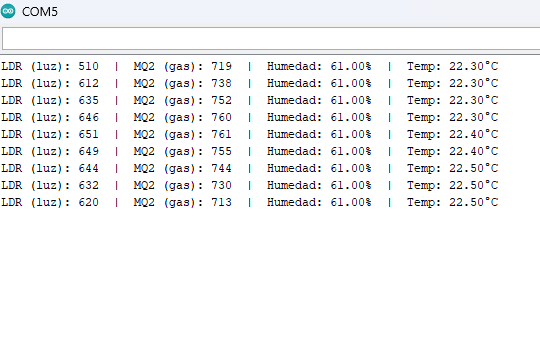 COM5
LDR (luz): 510  |  MQ2 (gas): 719  |  Humedad: 61.00%  |  Temp: 22.30°C
LDR (luz): 612  |  MQ2 (gas): 738  |  Humedad: 61.00%  |  Temp: 22.30°C
LDR (luz): 635  |  MQ2 (gas): 752  |  Humedad: 61.00%  |  Temp: 22.30°C
LDR (luz): 646  |  MQ2 (gas): 760  |  Humedad: 61.00%  |  Temp: 22.30°C
LDR (luz): 651  |  MQ2 (gas): 761  |  Humedad: 61.00%  |  Temp: 22.40°C
LDR (luz): 649  |  MQ2 (gas): 755  |  Humedad: 61.00%  |  Temp: 22.40°C
LDR (luz): 644  |  MQ2 (gas): 744  |  Humedad: 61.00%  |  Temp: 22.50°C
LDR (luz): 632  |  MQ2 (gas): 730  |  Humedad: 61.00%  |  Temp: 22.50°C
LDR (luz): 620  |  MQ2 (gas): 713  |  Humedad: 61.00%  |  Temp: 22.50°C